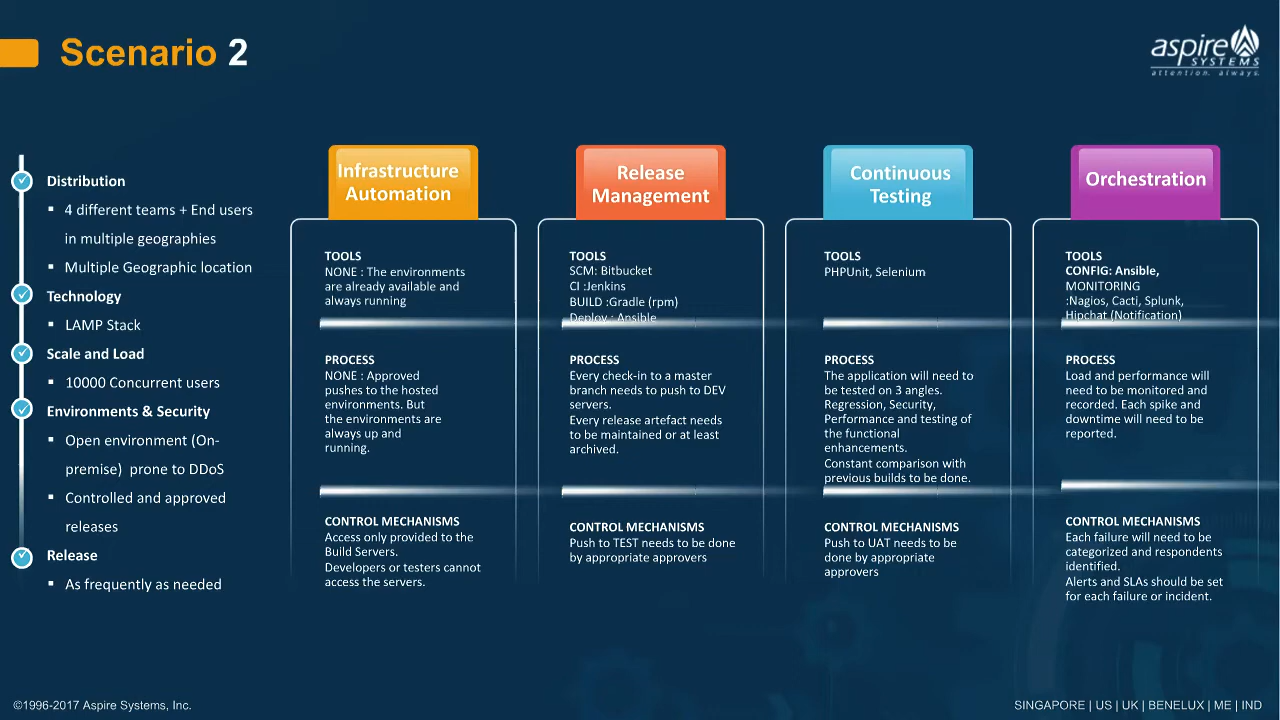 Scenario 2
aspire
SYSTEMS
attention. always.
Distribution
▪ 4 different teams + End users
in multiple geographies
▪ Multiple Geographic location
Technology
▪ LAMP Stack
Scale and Load
▪ 10000 Concurrent users
Environments & Security
▪ Open environment (On-
premise) prone to DDoS
▪ Controlled and approved
releases
Release
▪ As frequently as needed
Infrastructure
Automation
TOOLS
NONE : The environments
are already available and
always running
PROCESS
NONE : Approved
pushes to the hosted
environments. But
the environments are
always up and
running.
CONTROL MECHANISMS
Access only provided to the
Build Servers.
Developers or testers cannot
access the servers.
Release
Management
TOOLS
SCM: Bitbucket
CI :Jenkins
BUILD :Gradle (rpm)
Deploy : Ansible
PROCESS
Every check-in to a master
branch needs to push to DEV
servers.
Every release artefact needs
to be maintained or at least
archived.
CONTROL MECHANISMS
Push to TEST needs to be done
by appropriate approvers
Continuous
Testing
TOOLS
PHPUnit, Selenium
PROCESS
The application will need to
be tested on 3 angles.
Regression, Security,
Performance and testing of
the functional
enhancements.
Constant comparison with
previous builds to be done.
CONTROL MECHANISMS
Push to UAT needs to be
done by appropriate
approvers
Orchestration
TOOLS
CONFIG: Ansible,
MONITORING
:Nagios, Cacti, Splunk,
Hipchat (Notification)
PROCESS
Load and performance will
need to be monitored and
recorded. Each spike and
downtime will need to be
reported.
CONTROL MECHANISMS
Each failure will need to be
categorized and respondents
identified.
Alerts and SLAs should be set
for each failure or incident.
©1996-2017 Aspire Systems, Inc.
SINGAPORE | US | UK | BENELUX | ME | IND